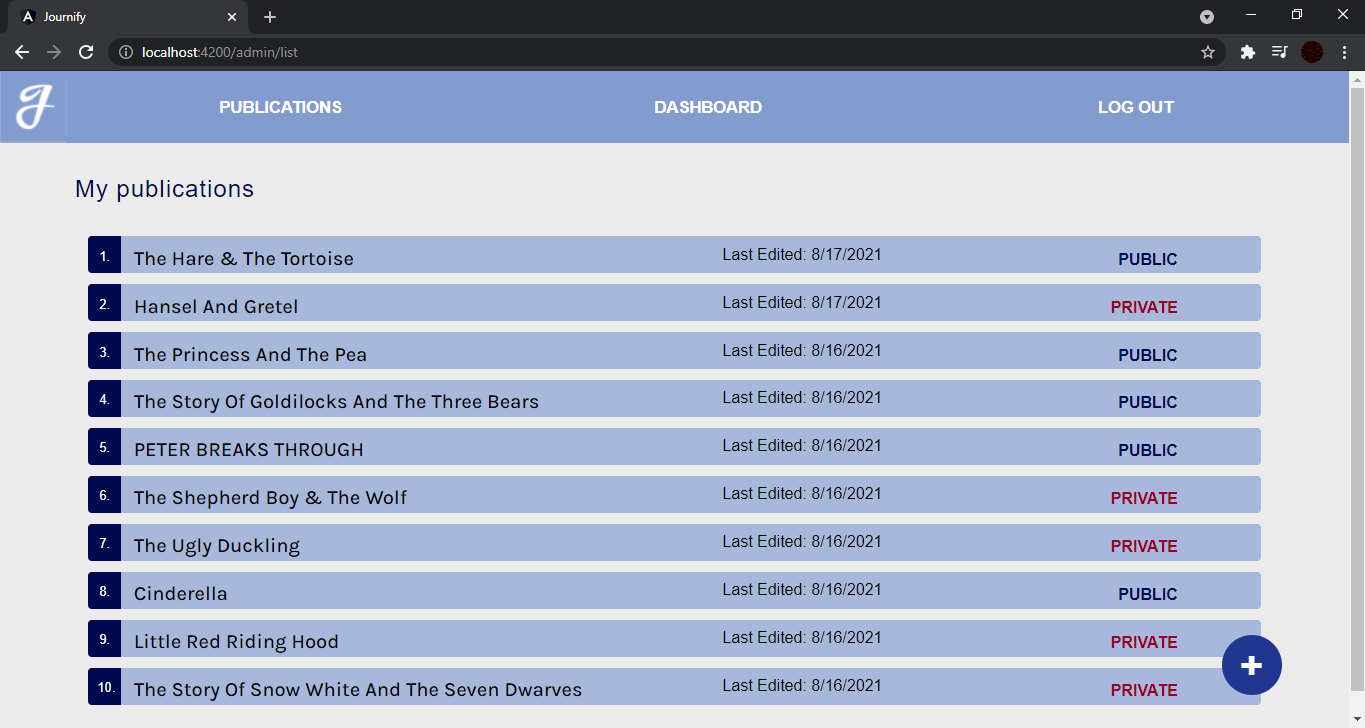 Journify
localhost:4200/admin/list
PUBLICATIONS DASHBOARD LOG OUT
My publications
1. The Hare & The Tortoise Last Edited: 8/17/2021 PUBLIC
2. Hansel And Gretel Last Edited: 8/17/2021 PRIVATE
3. The Princess And The Pea Last Edited: 8/16/2021 PUBLIC
4. The Story Of Goldilocks And The Three Bears Last Edited: 8/16/2021 PUBLIC
5. PETER BREAKS THROUGH Last Edited: 8/16/2021 PUBLIC
6. The Shepherd Boy & The Wolf Last Edited: 8/16/2021 PRIVATE
7. The Ugly Duckling Last Edited: 8/16/2021 PRIVATE
8. Cinderella Last Edited: 8/16/2021 PUBLIC
9. Little Red Riding Hood Last Edited: 8/16/2021 PRIVATE
10. The Story Of Snow White And The Seven Dwarves Last Edited: 8/16/2021 PRIVATE